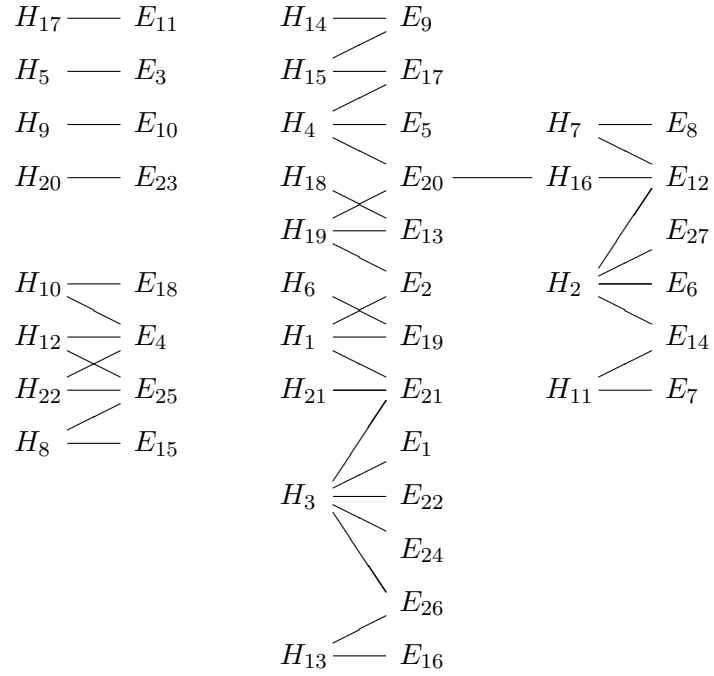 H₁₇ E₁₁ H₁₄ E₉
H₅ E₃ H₁₅ E₁₇
H₉ E₁₀ H₄ E₅ H₇ E₈
H₂₀ E₂₃ H₁₈ E₂₀ H₁₆ E₁₂
H₁₉ E₁₃ E₂₇
H₁₀ E₁₈ H₆ E₂ H₂ E₆
H₁₂ E₄ H₁ E₁₉ E₁₄
H₂₂ E₂₅ H₂₁ E₂₁ H₁₁ E₇
H₈ E₁₅ E₁
H₃ E₂₂
E₂₄
E₂₆
H₁₃ E₁₆